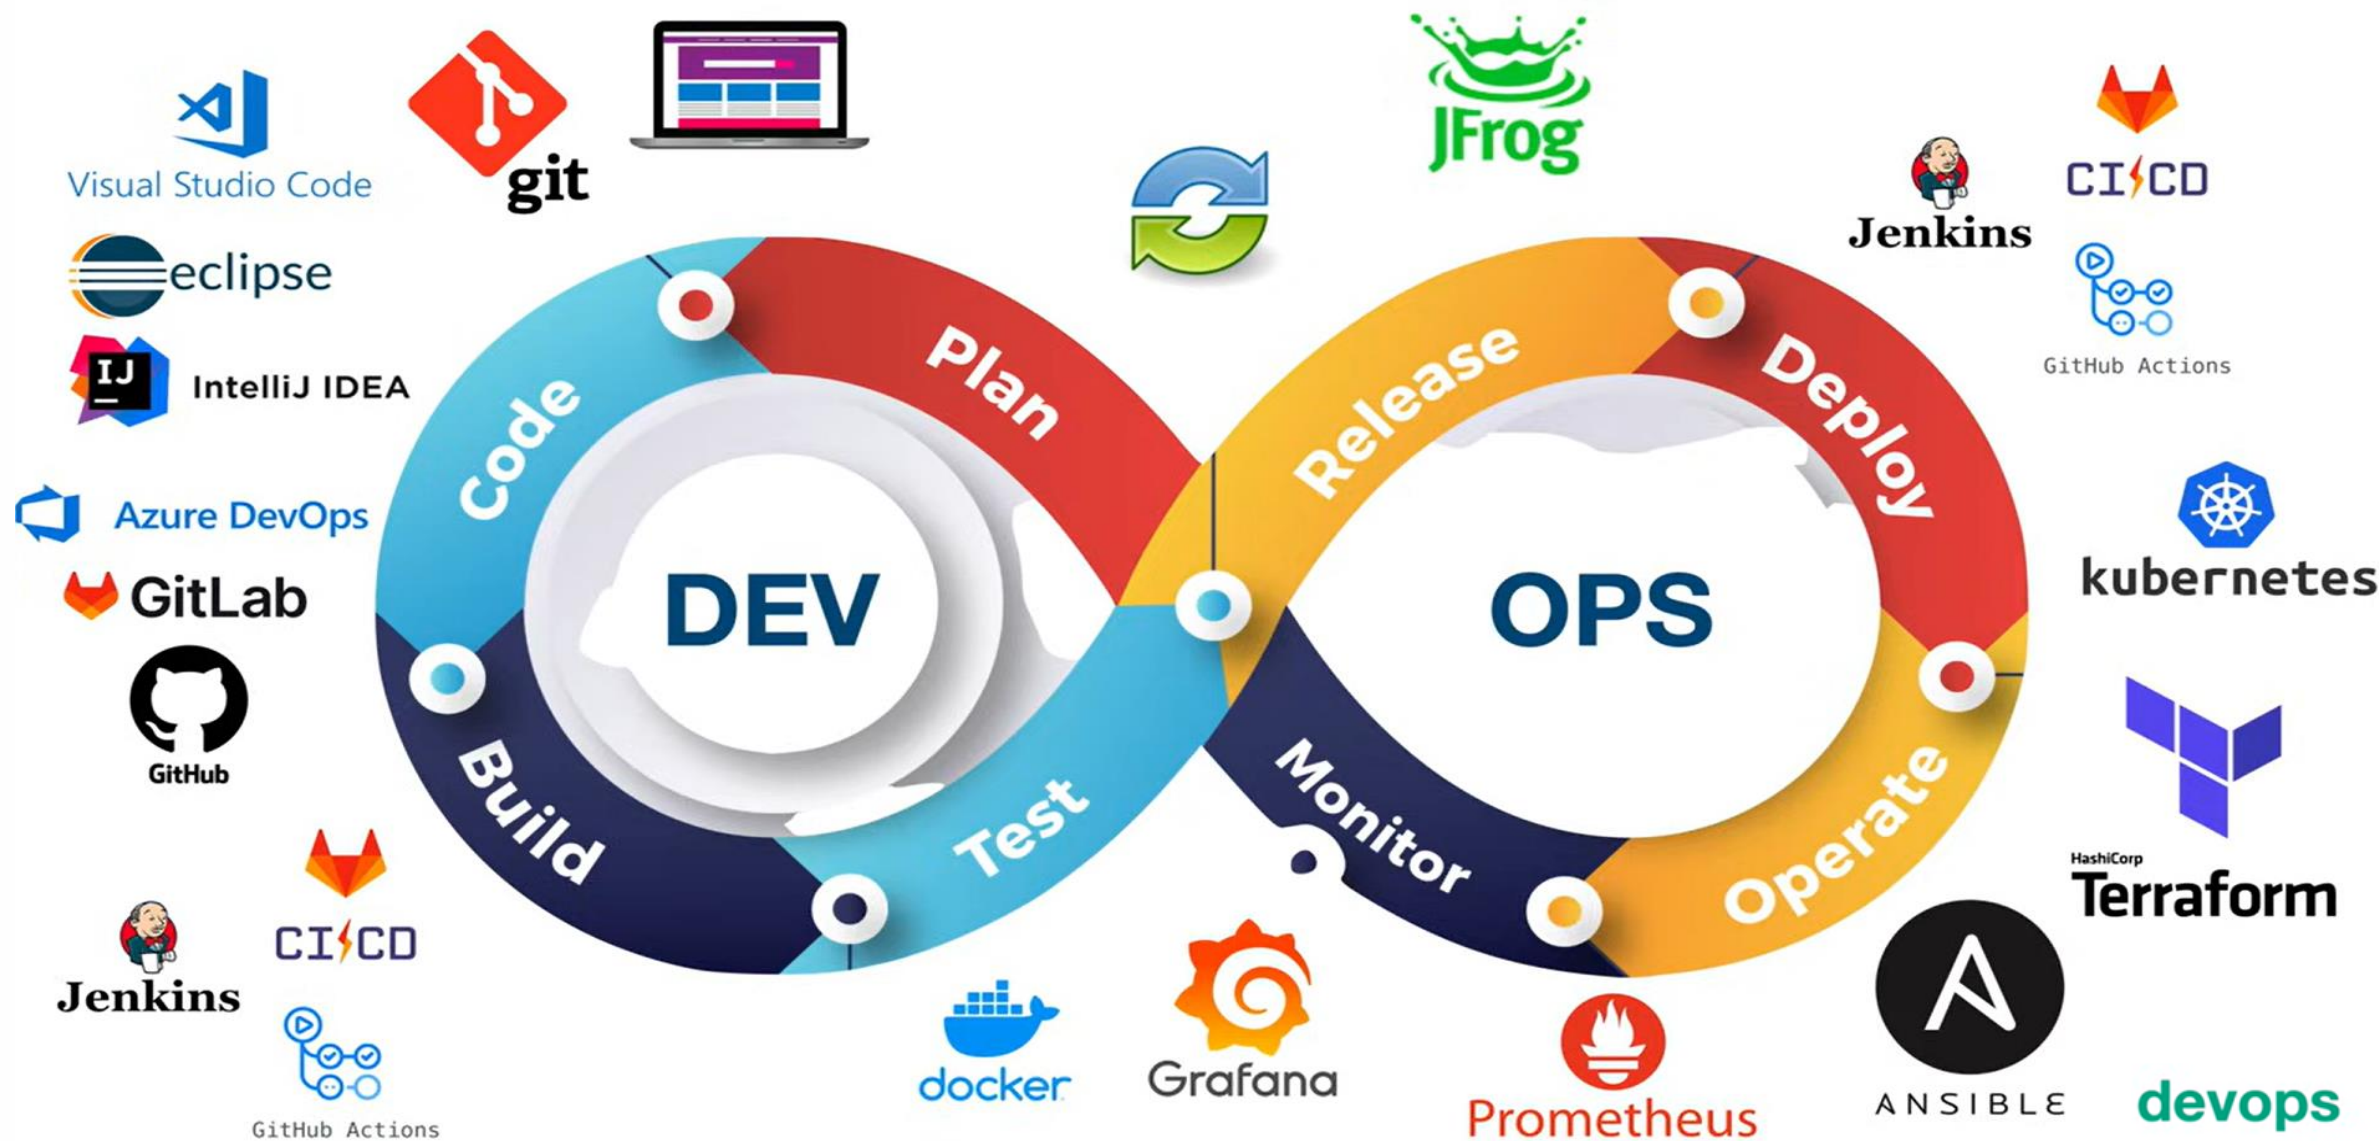 Visual Studio Code
git
JFrog
CI CD
Jenkins
eclipse
GitHub Actions
IJ
IntelliJ IDEA
Plan
Code
Release
Deploy
Azure DevOps
GitLab
DEV
OPS
kubernetes
GitHub
Build
Test
Monitor
Operate
HashiCorp
Terraform
CI CD
Jenkins
GitHub Actions
docker
Grafana
Prometheus
ANSIBLE
devops